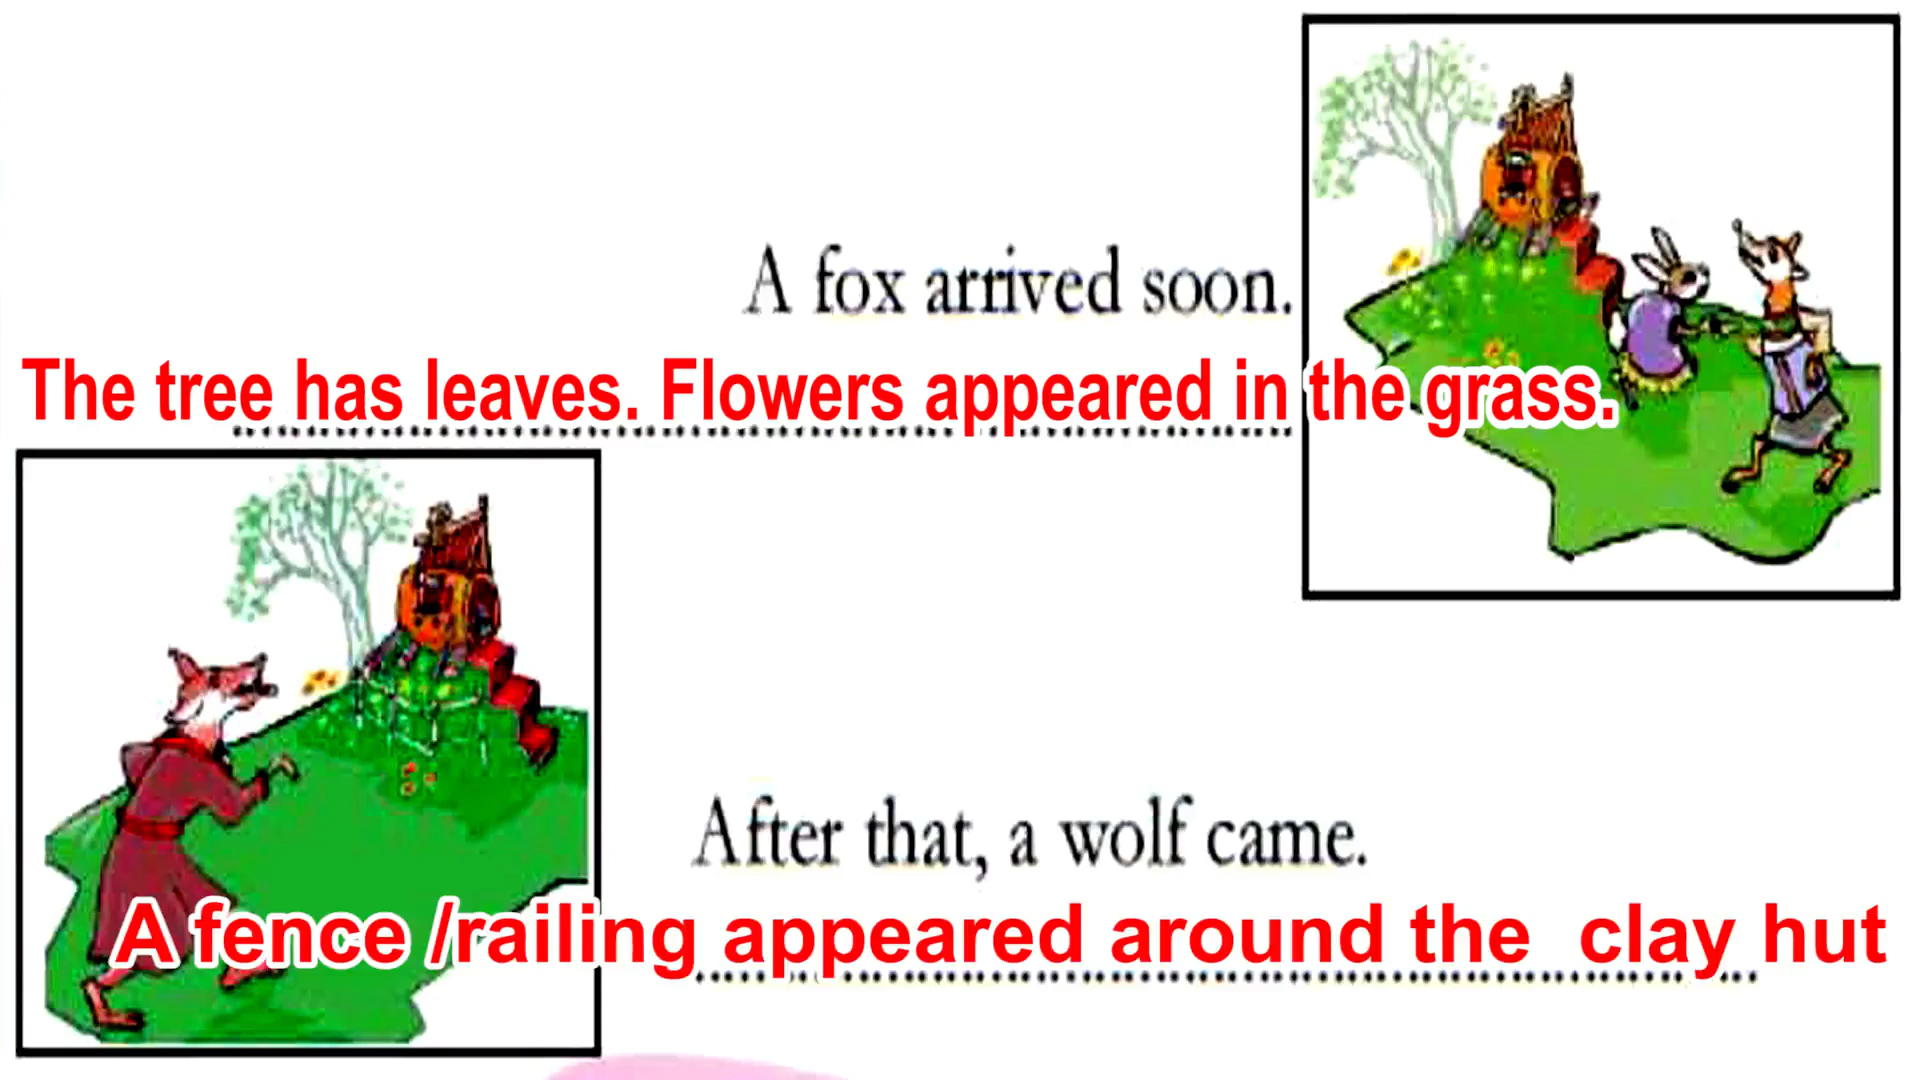 A fox arrived soon.
The tree has leaves. Flowers appeared in the grass.
After that, a wolf came.
A fence /railing appeared around the clay hut